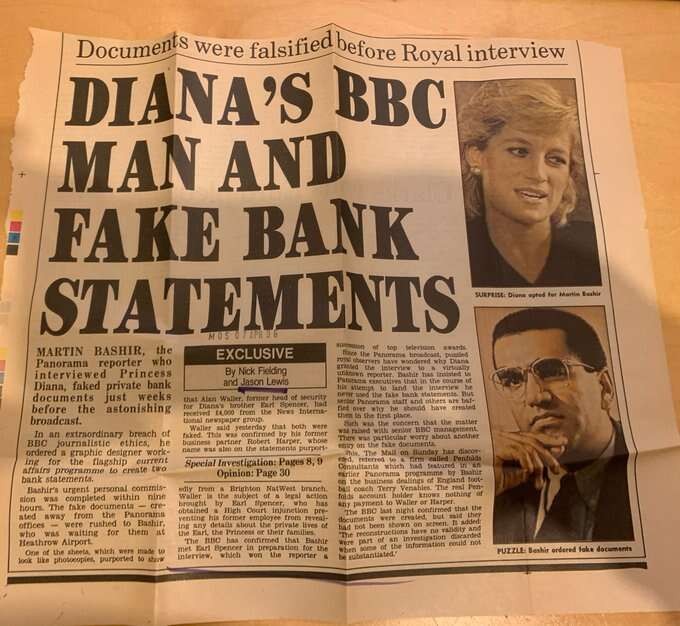 Documents were falsified before Royal interview
DIANA'S BBC
MAN AND
FAKE BANK
STATEMENTS
SURPRISE: Diana opted for Martin Bashir
PUZZLE: Bashir ordered fake documents
MARTIN BASHIR, the
Panorama reporter who
interviewed Princess
Diana, faked private bank
documents just weeks
before the astonishing
broadcast.
In an extraordinary breach of
BBC journalistic ethics, he
ordered a graphic designer work-
ing for the flagship current
affairs programme to create two
bank statements.
Bashir's urgent personal commis-
sion was completed within nine
hours. The fake documents — cre-
ated away from the Panorama
offices — were rushed to Bashir,
who was waiting for them at
Heathrow Airport.
One of the sheets, which were made to
look like photocopies, purported to show
MOS 07APR96
EXCLUSIVE
By Nick Fielding
and Jason Lewis
that Alan Waller, former head of security
for Diana's brother Earl Spencer, had
received £4,000 from the News Interna-
tional newspaper group.
Waller said yesterday that both were
faked. This was confirmed by his former
business partner Robert Harper, whose
name was also on the statements purport-
Special Investigation: Pages 8, 9
Opinion: Page 30
edly from a Brighton NatWest branch.
Waller is the subject of a legal action
brought by Earl Spencer, who has
obtained a High Court injunction pre-
venting his former employee from reveal-
ing any details about the private lives of
the Earl, the Princess or their families.
The BBC has confirmed that Bashir
met Earl Spencer in preparation for the
interview, which won the reporter a
succession of top television awards.
Since the Panorama broadcast, puzzled
royal observers have wondered why Diana
granted the interview to a virtually
unknown reporter. Bashir has insisted to
Panorama executives that in the course of
his attempt to land the interview he
never used the fake bank statements. But
senior Panorama staff and others are baf-
fled over why he should have created
them in the first place.
Such was the concern that the matter
was raised with senior BBC management.
There was particular worry about another
entry on the fake documents.
This, The Mail on Sunday has discov-
ered, referred to a firm called Penfolds
Consultants which had featured in an
earlier Panorama programme by Bashir
on the business dealings of England foot-
ball coach Terry Venables. The real Pen-
folds account holder knows nothing of
any payment to Waller or Harper.
The BBC last night confirmed that the
documents were created, but said they
had not been shown on screen. It added:
'The reconstructions have no validity and
were part of an investigation discarded
when some of the information could not
be substantiated.'